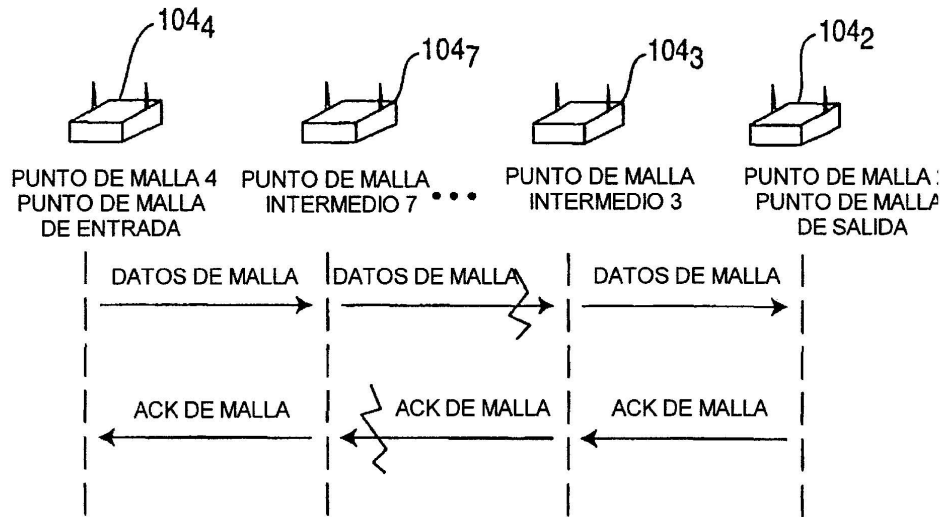 104₄
104₇
104₃
104₂
PUNTO DE MALLA 4
PUNTO DE MALLA
DE ENTRADA
PUNTO DE MALLA
INTERMEDIO 7
PUNTO DE MALLA
INTERMEDIO 3
PUNTO DE MALLA
PUNTO DE MALLA
DE SALIDA
DATOS DE MALLA
DATOS DE MALLA
DATOS DE MALLA
ACK DE MALLA
ACK DE MALLA
ACK DE MALLA